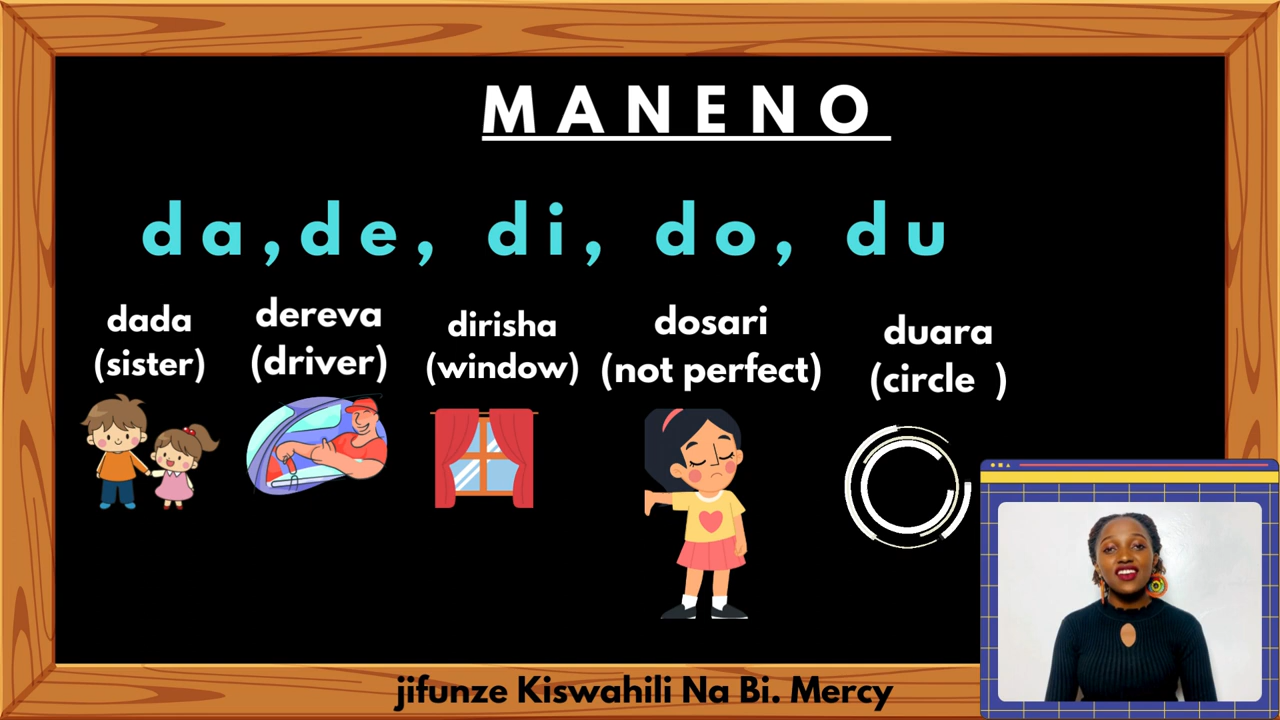 MANENO
da,de, di, do, du
dada
(sister)
dereva
(driver)
dirisha
(window)
dosari
(not perfect)
duara
(circle )
jifunze Kiswahili Na Bi. Mercy